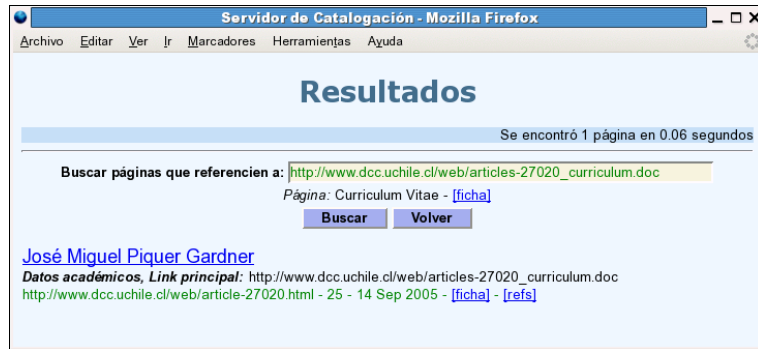 Servidor de Catalogación - Mozilla Firefox
Archivo Editar Ver Ir Marcadores Herramientas Ayuda
Resultados
Se encontró 1 página en 0.06 segundos
Buscar páginas que referencien a: http://www.dcc.uchile.cl/web/articles-27020_curriculum.doc
Página: Curriculum Vitae - [ficha]
Buscar Volver
José Miguel Piquer Gardner
Datos académicos, Link principal: http://www.dcc.uchile.cl/web/articles-27020_curriculum.doc
http://www.dcc.uchile.cl/web/article-27020.html - 25 - 14 Sep 2005 - [ficha] - [refs]